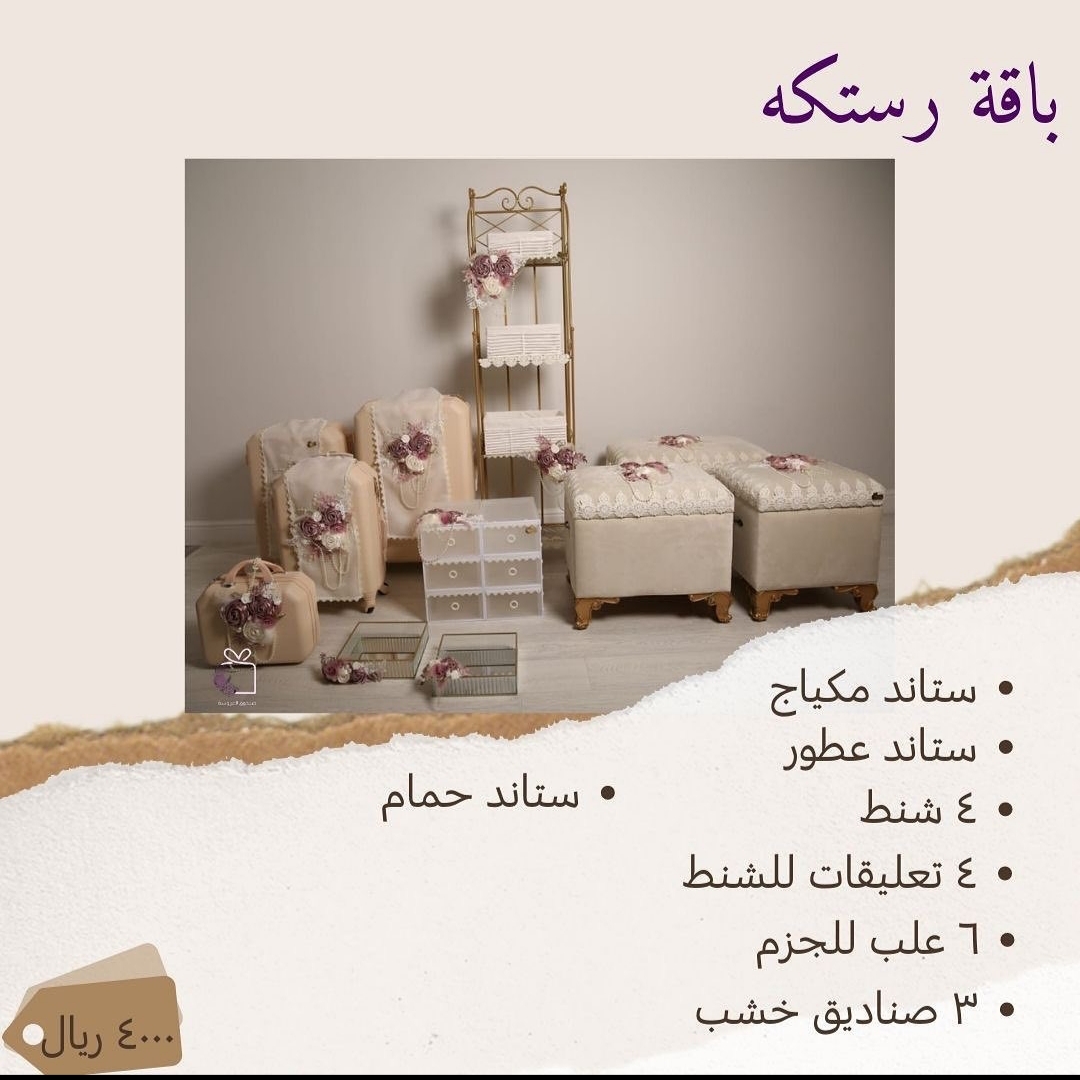 باقة رستكه
ستاند مكياج
ستاند عطور
٤ شنط
٤ تعليقات للشنط
٦ علب للجزم
٣ صناديق خشب
ستاند حمام
٤٠٠٠ ريال